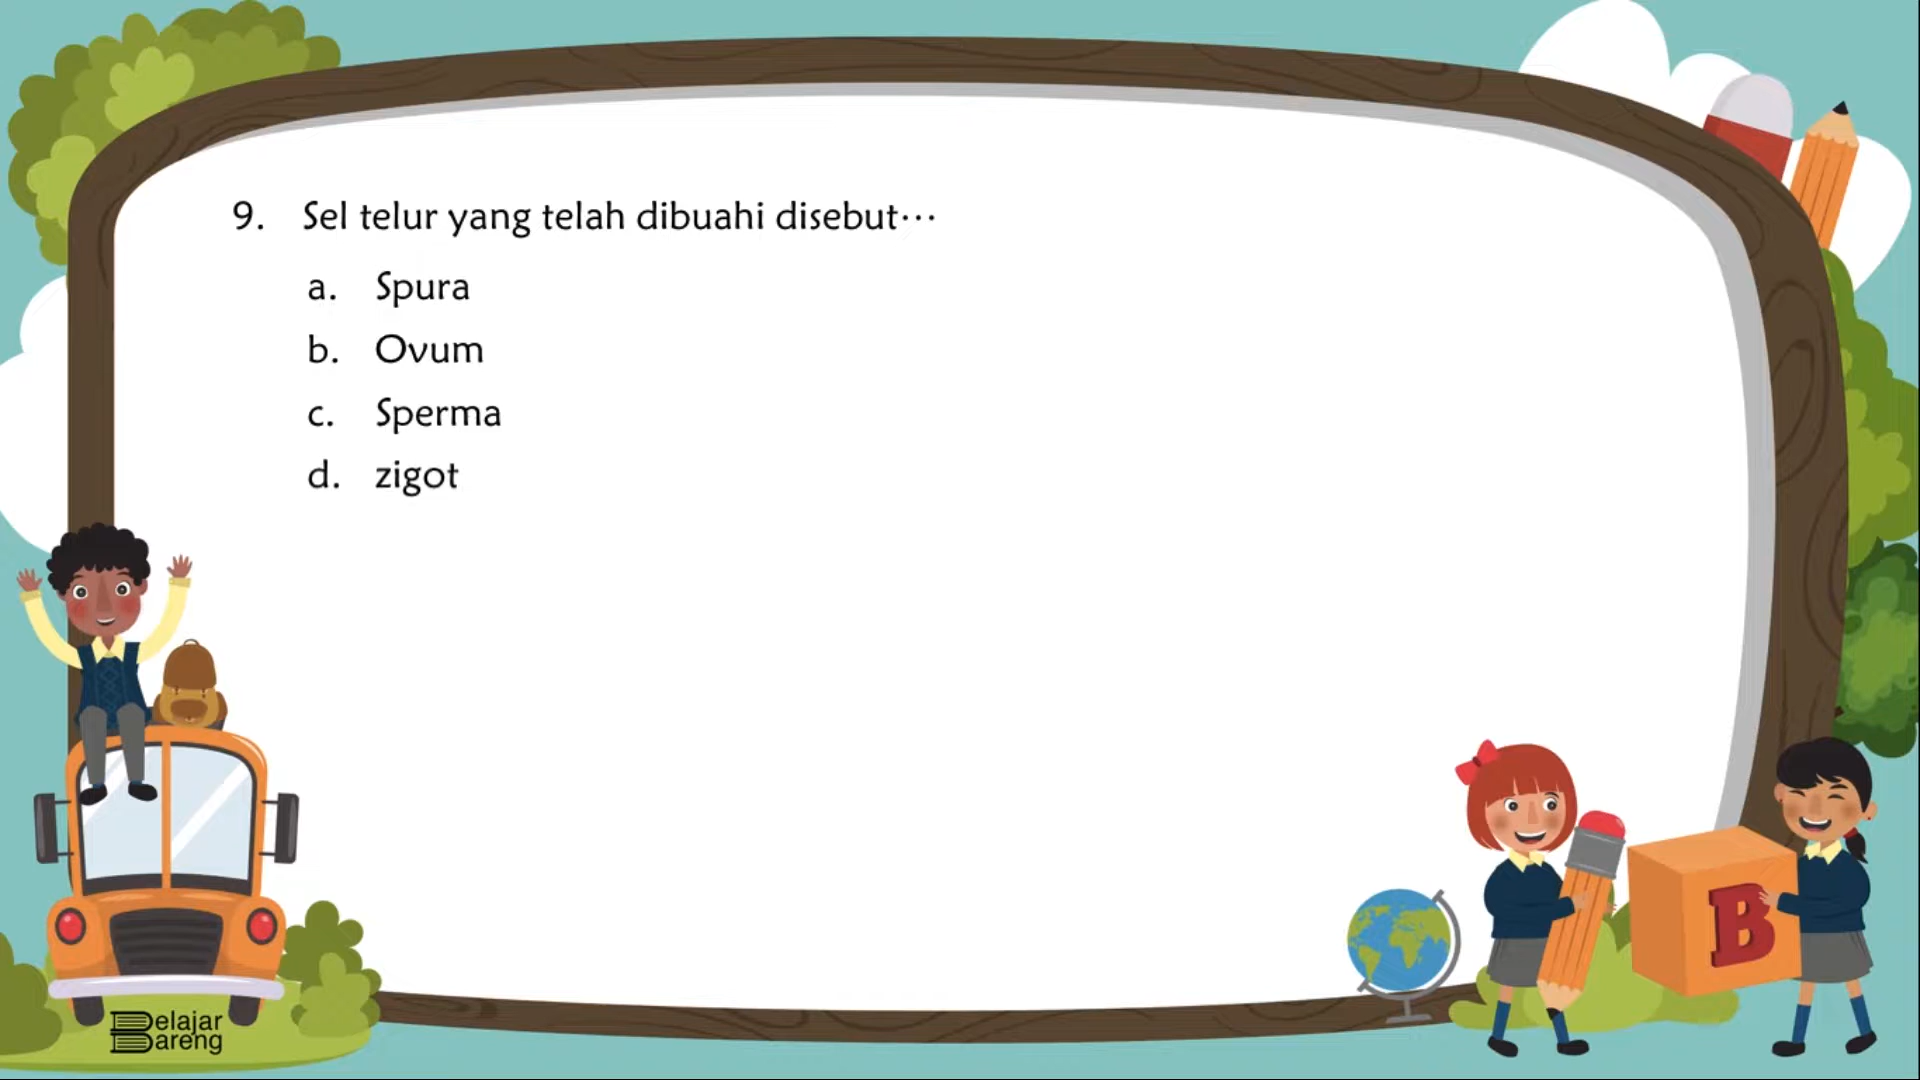 9. Sel telur yang telah dibuahi disebut…
a. Spura
b. Ovum
c. Sperma
d. zigot
B
Belajar
Bareng